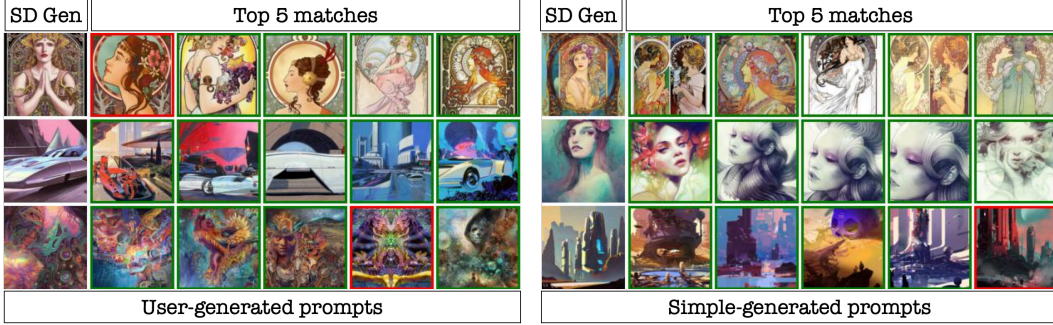 SD Gen Top 5 matches SD Gen Top 5 matches
User-generated prompts Simple-generated prompts